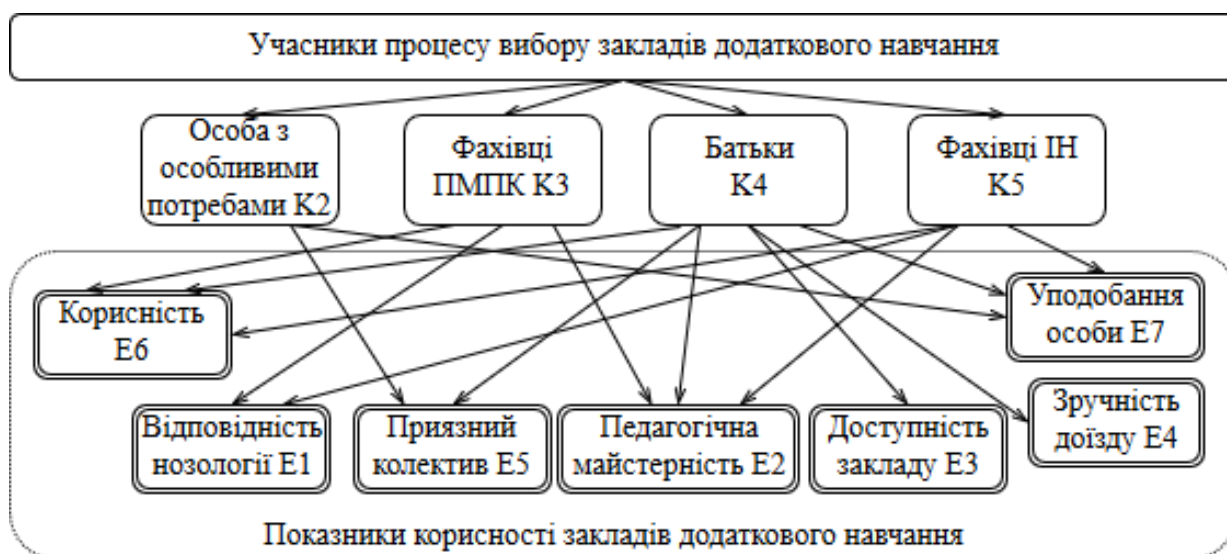 Учасники процесу вибору закладів додаткового навчання
Особа з
особливими
потребами К2
Фахівці
ПМПК К3
Батьки
К4
Фахівці ІН
К5
Корисність
Е6
Уподобання
особи Е7
Відповідність
нозології Е1
Приязний
колектив Е5
Педагогічна
майстерність Е2
Доступність
закладу Е3
Зручність
доїзду Е4
Показники корисності закладів додаткового навчання